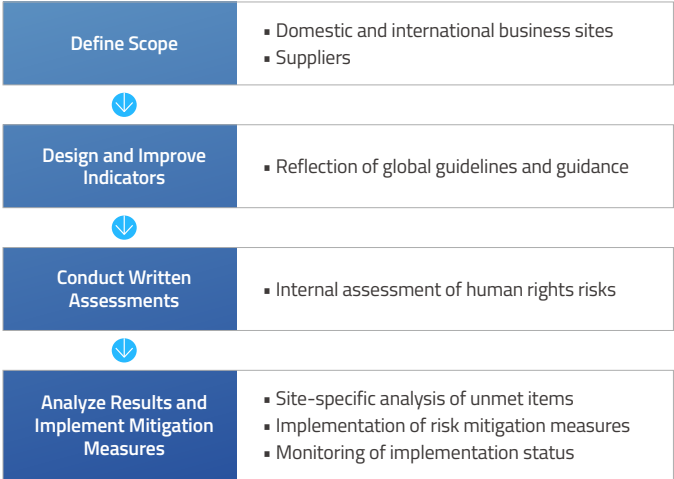 Define Scope
▪ Domestic and international business sites
▪ Suppliers
Design and Improve
Indicators
▪ Reflection of global guidelines and guidance
Conduct Written
Assessments
▪ Internal assessment of human rights risks
Analyze Results and
Implement Mitigation
Measures
▪ Site-specific analysis of unmet items
▪ Implementation of risk mitigation measures
▪ Monitoring of implementation status